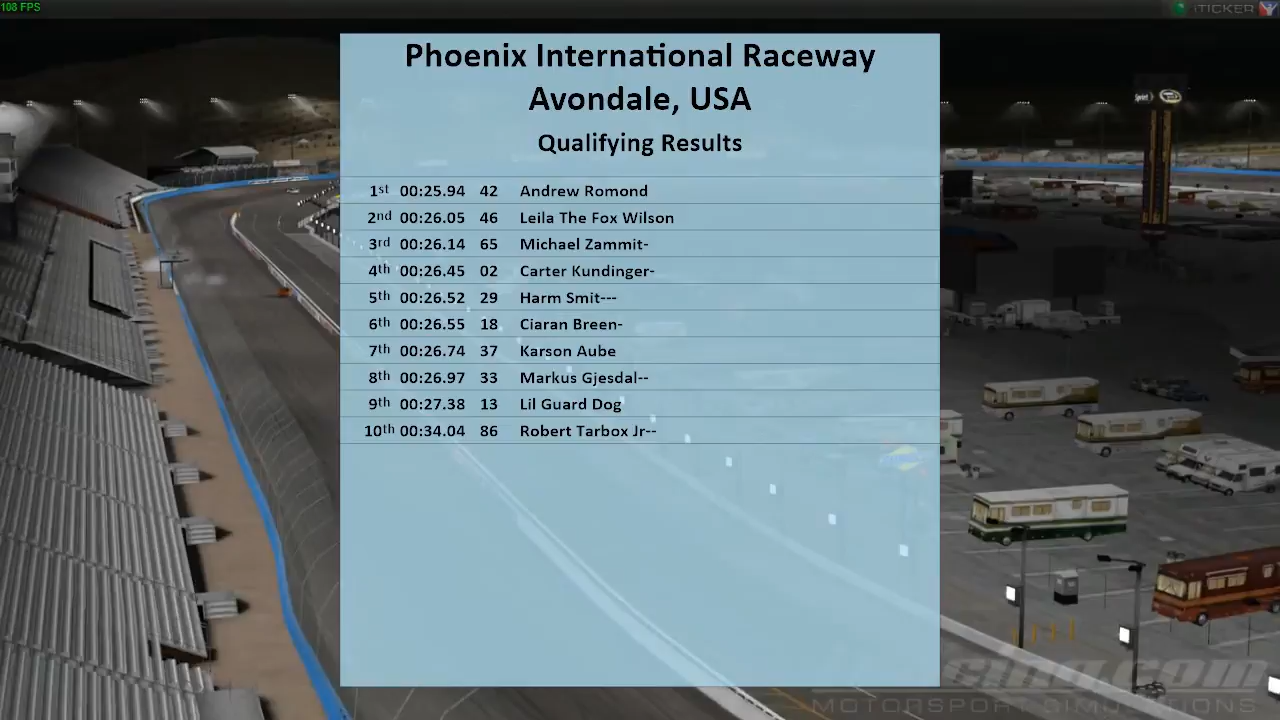 108 FPS
iTICKER
Phoenix International Raceway
Avondale, USA
Qualifying Results
1st 00:25.94 42 Andrew Romond
2nd 00:26.05 46 Leila The Fox Wilson
3rd 00:26.14 65 Michael Zammit-
4th 00:26.45 02 Carter Kundinger-
5th 00:26.52 29 Harm Smit---
6th 00:26.55 18 Ciaran Breen-
7th 00:26.74 37 Karson Aube
8th 00:26.97 33 Markus Gjesdal--
9th 00:27.38 13 Lil Guard Dog
10th 00:34.04 86 Robert Tarbox Jr--
Sprint
MOTORSPORT SIMULATIONS